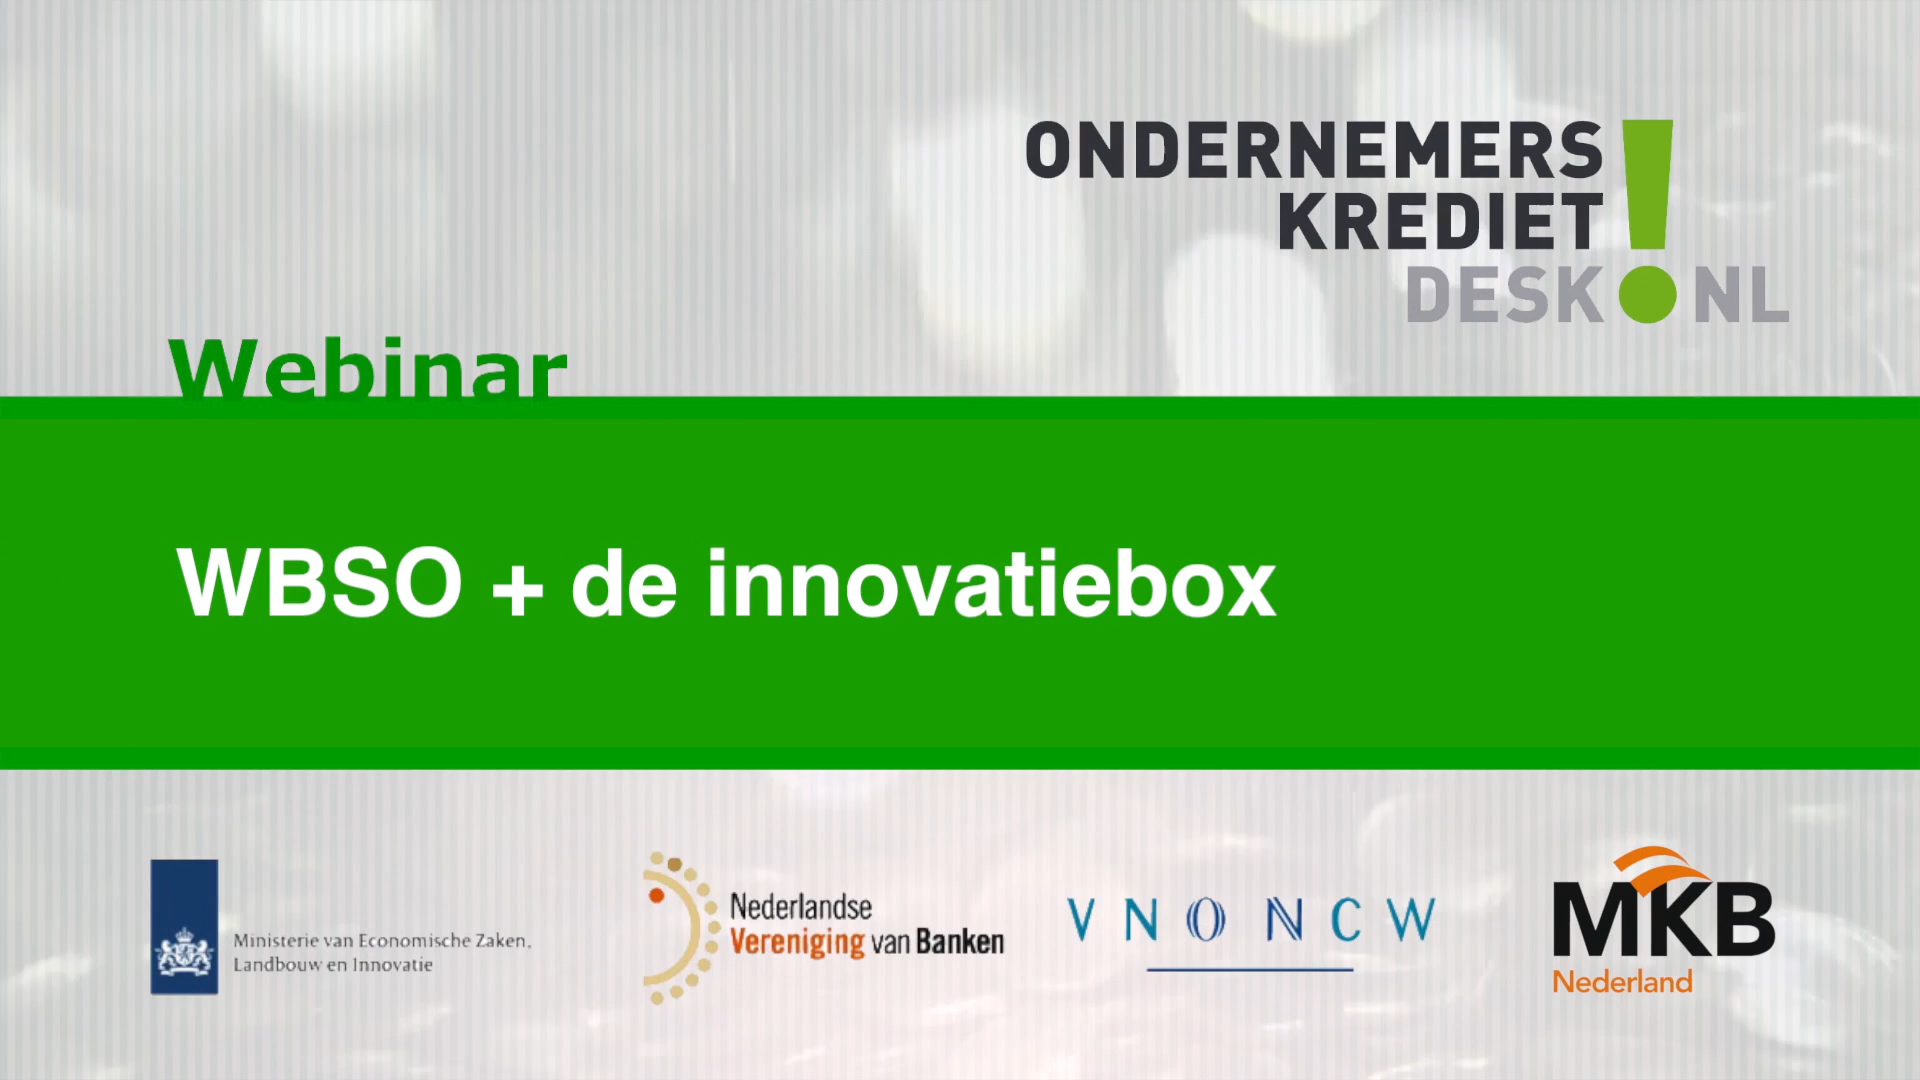 ONDERNEMERS
KREDIET
DESK.NL
Webinar
WBSO + de innovatiebox
Ministerie van Economische Zaken,
Landbouw en Innovatie
Nederlandse
Vereniging van Banken
VNO NCW
MKB
Nederland